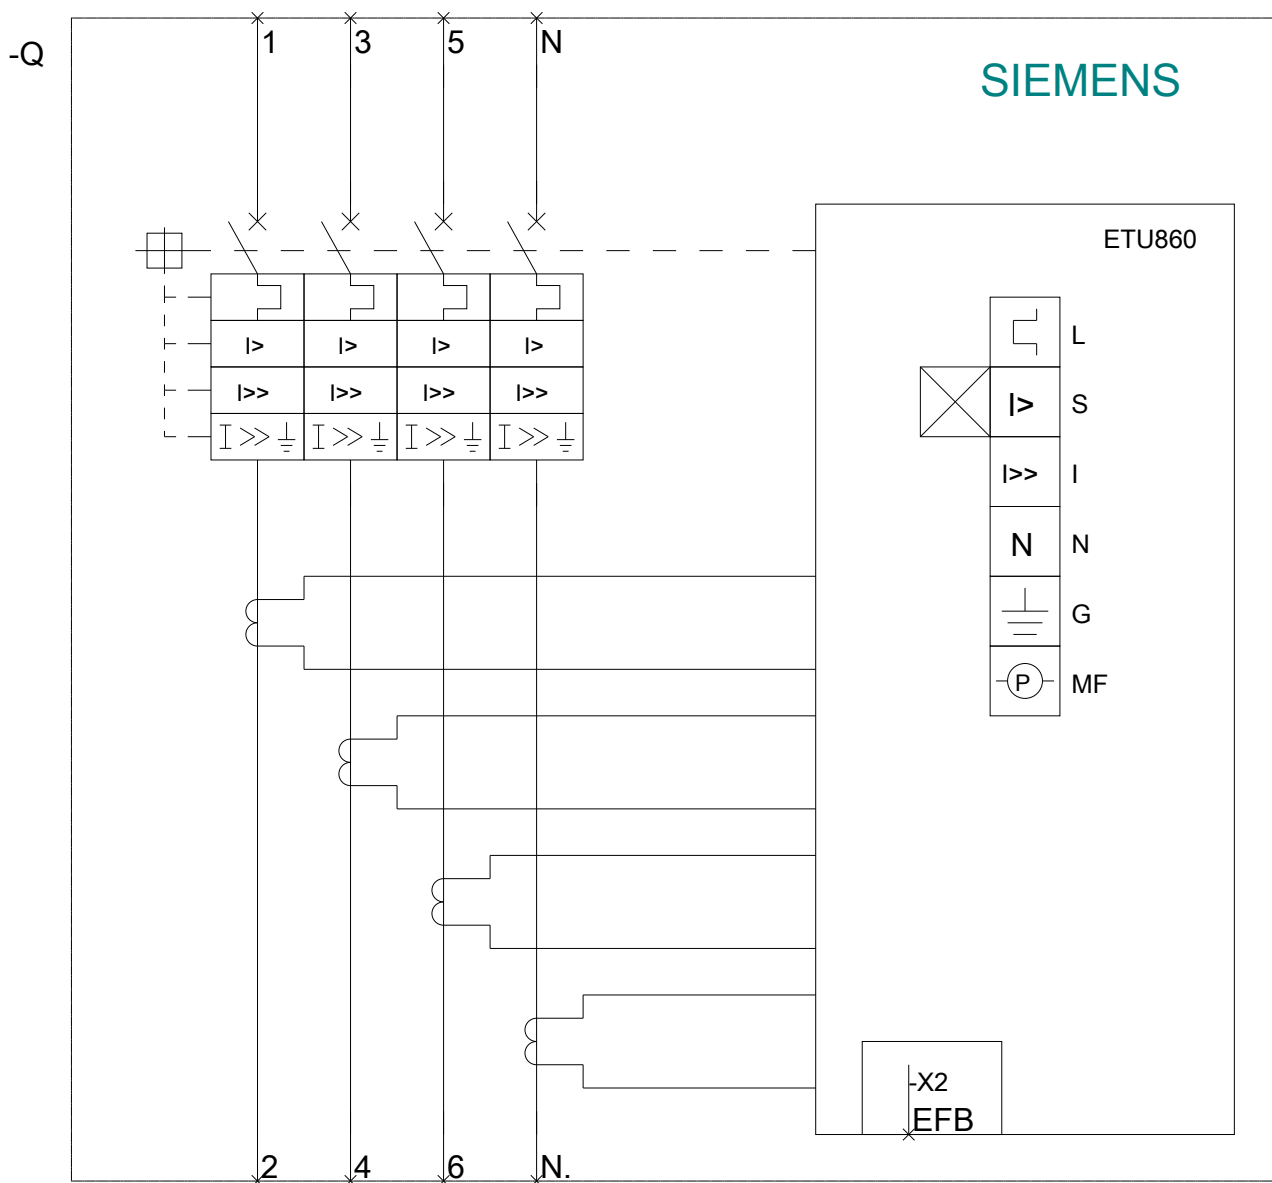 1 3 5 N
-Q
SIEMENS
ETU860
I> I> I> I>
I>> I>> I>> I>>
I >> I >> I >> I >>
L
I> S
I>> I
N N
G
P MF
-X2
EFB
2 4 6 N.